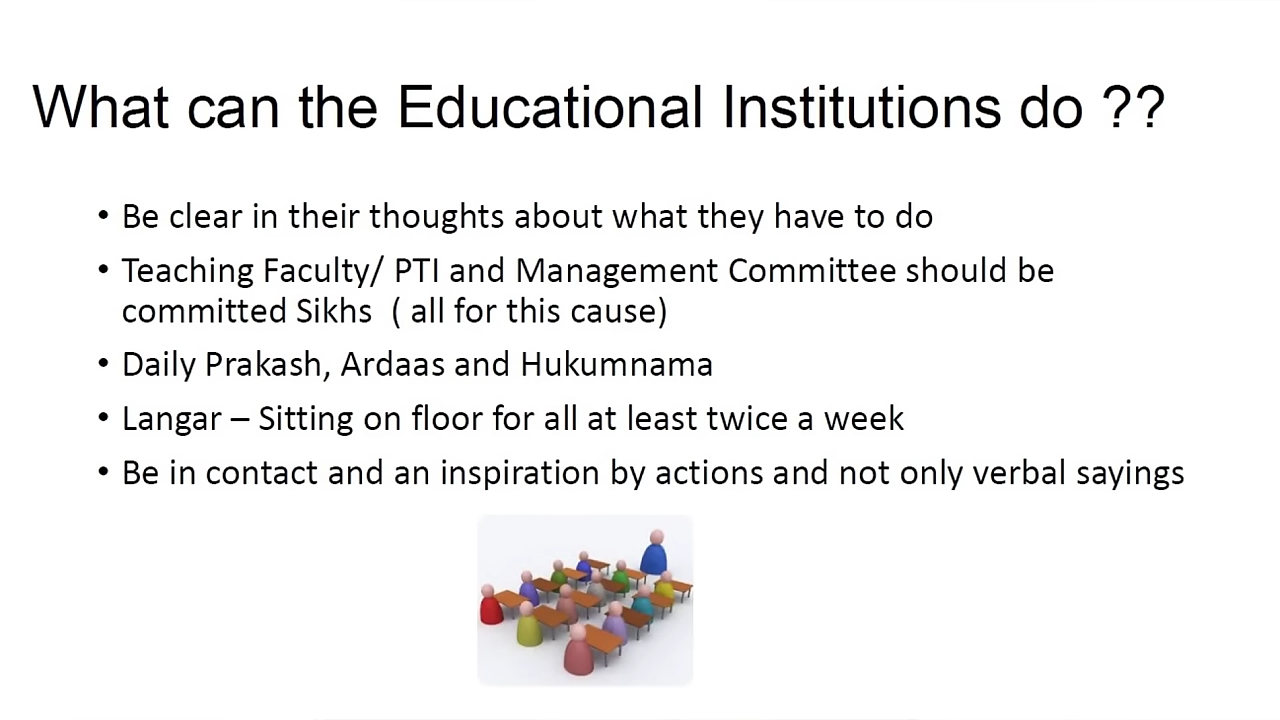 What can the Educational Institutions do ??
• Be clear in their thoughts about what they have to do
• Teaching Faculty/ PTI and Management Committee should be
committed Sikhs  ( all for this cause)
• Daily Prakash, Ardaas and Hukumnama
• Langar – Sitting on floor for all at least twice a week
• Be in contact and an inspiration by actions and not only verbal sayings